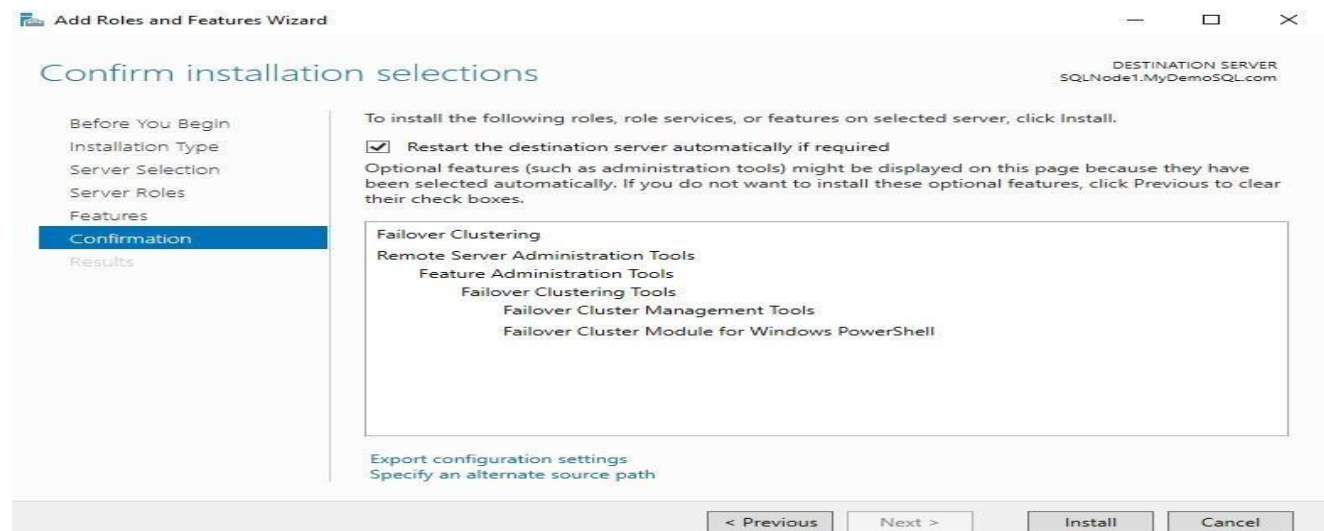 Add Roles and Features Wizard
Confirm installation selections
DESTINATION SERVER
SQLNode1.MyDemoSQL.com
Before You Begin
Installation Type
Server Selection
Server Roles
Features
Confirmation
Results
To install the following roles, role services, or features on selected server, click Install.
Restart the destination server automatically if required
Optional features (such as administration tools) might be displayed on this page because they have
been selected automatically. If you do not want to install these optional features, click Previous to clear
their check boxes.
Failover Clustering
Remote Server Administration Tools
Feature Administration Tools
Failover Clustering Tools
Failover Cluster Management Tools
Failover Cluster Module for Windows PowerShell
Export configuration settings
Specify an alternate source path
< Previous
Next >
Install
Cancel